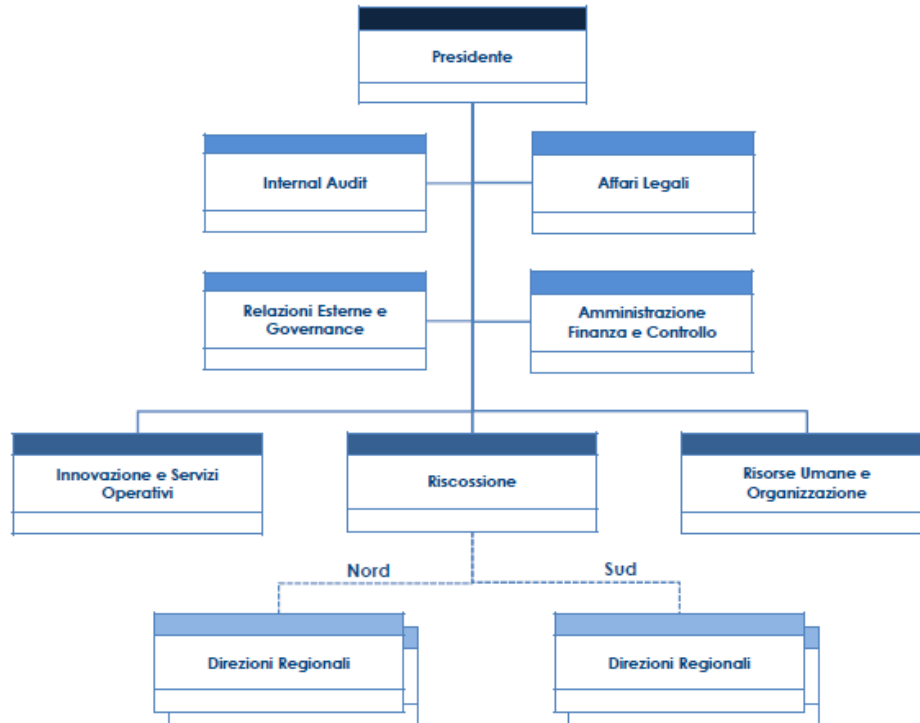 Presidente
Internal Audit
Affari Legali
Relazioni Esterne e
Governance
Amministrazione
Finanza e Controllo
Innovazione e Servizi
Operativi
Riscossione
Risorse Umane e
Organizzazione
Nord
Sud
Direzioni Regionali
Direzioni Regionali